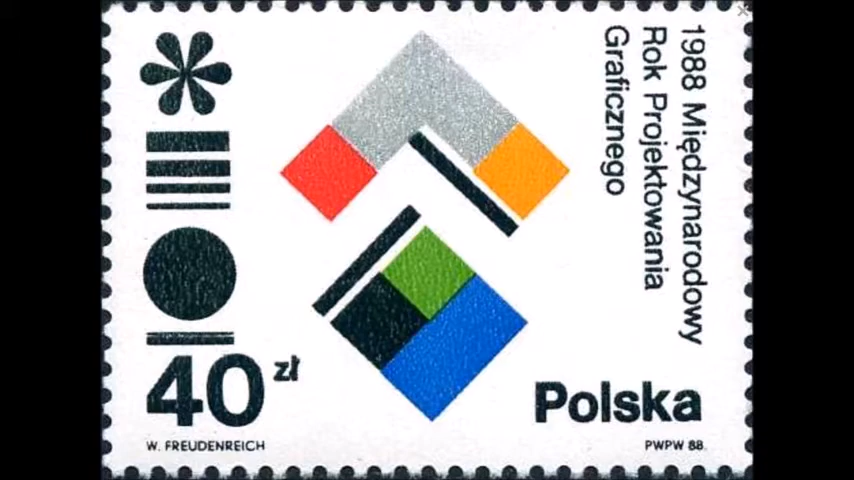 1988 Międzynarodowy
Rok Projektowania
Graficznego
40 zł
Polska
W. FREUDENREICH
PWPW 88.